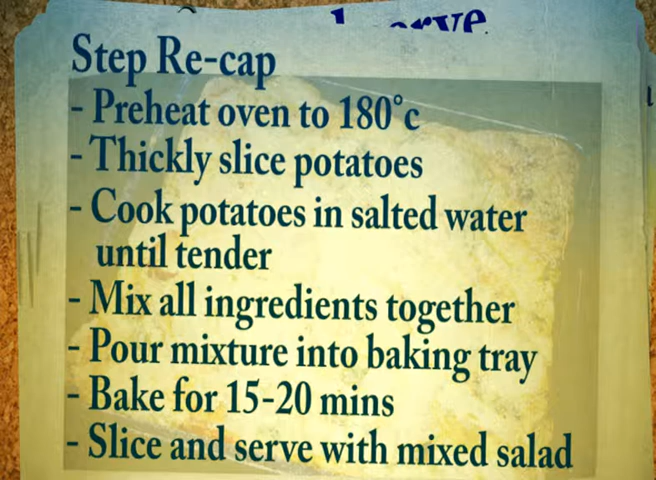 Step Re-cap
- Preheat oven to 180°c
- Thickly slice potatoes
- Cook potatoes in salted water
until tender
- Mix all ingredients together
- Pour mixture into baking tray
- Bake for 15-20 mins
- Slice and serve with mixed salad